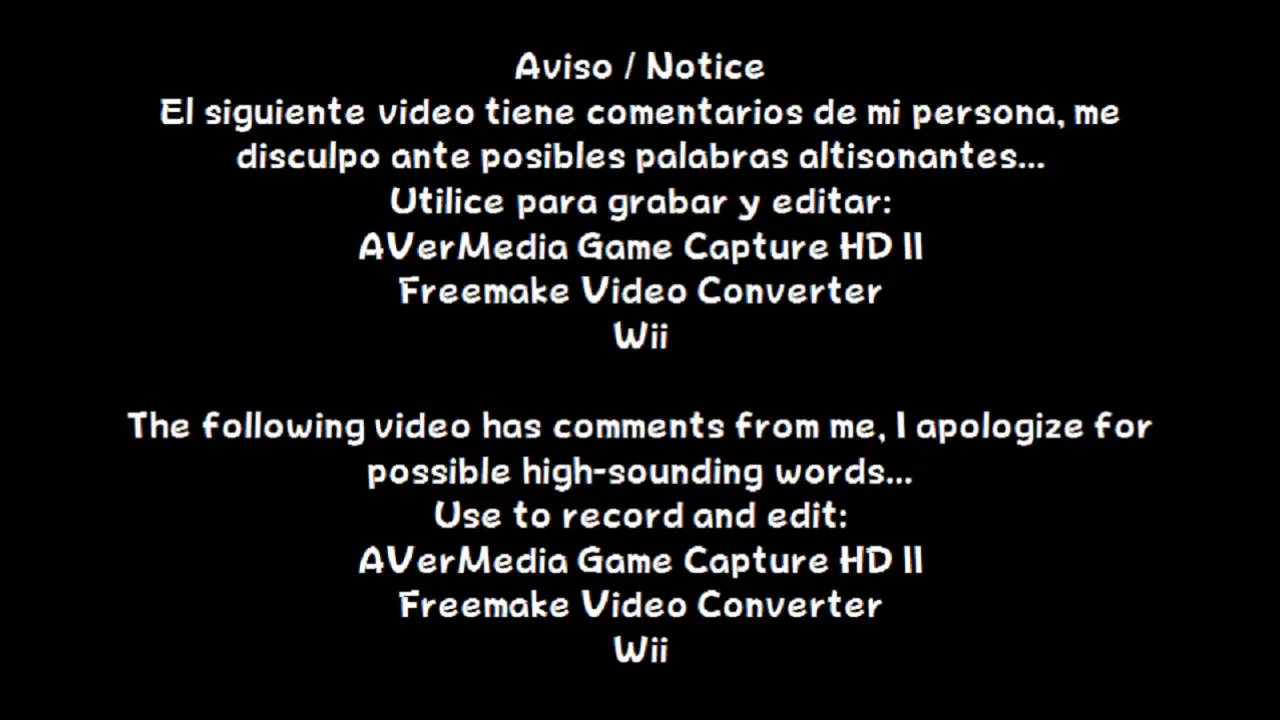 Aviso / Notice
El siguiente video tiene comentarios de mi persona, me
disculpo ante posibles palabras altisonantes...
Utilice para grabar y editar:
AVerMedia Game Capture HD II
Freemake Video Converter
Wii
The following video has comments from me, I apologize for
possible high-sounding words...
Use to record and edit:
AVerMedia Game Capture HD II
Freemake Video Converter
Wii